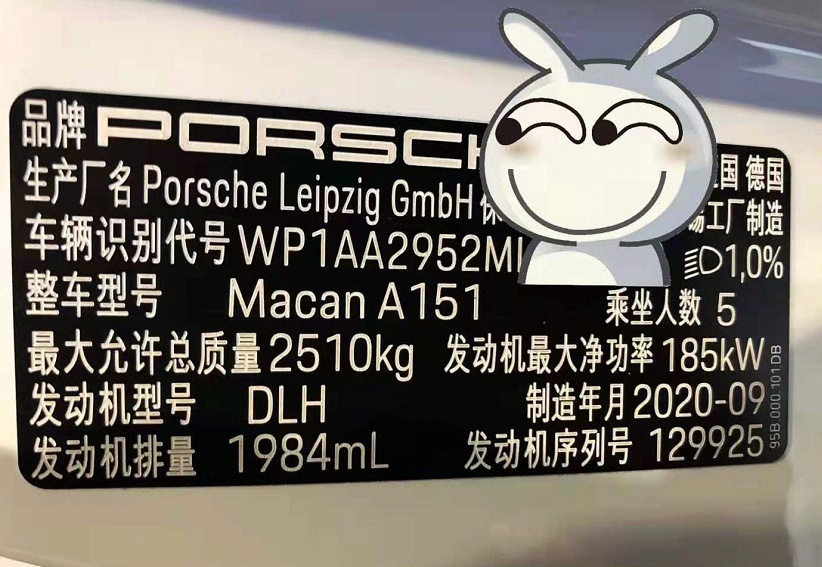 品牌 PORSCH 国 德国
生产厂名 Porsche Leipzig GmbH 保 工厂制造
车辆识别代号 WP1AA2952M 1,0%
整车型号 Macan A151 乘坐人数 5
最大允许总质量 2510kg 发动机最大净功率 185kW
发动机型号 DLH 制造年月 2020-09
发动机排量 1984mL 发动机序列号 129925
95B.000.101.DB